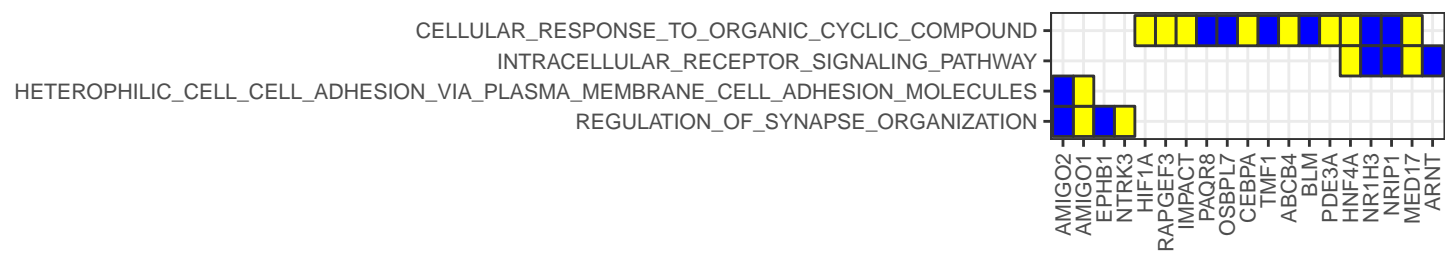 CELLULAR_RESPONSE_TO_ORGANIC_CYCLIC_COMPOUND
INTRACELLULAR_RECEPTOR_SIGNALING_PATHWAY
HETEROPHILIC_CELL_CELL_ADHESION_VIA_PLASMA_MEMBRANE_CELL_ADHESION_MOLECULES
REGULATION_OF_SYNAPSE_ORGANIZATION
AMIGO2
AMIGO1
EPHB1
NTRK3
HIF1A
RAPGEF3
IMPACT
PAQR8
OSBPL7
CEBPA
TMF1
ABCB4
BLM
PDE3A
HNF4A
NR1H3
NRIP1
MED17
ARNT